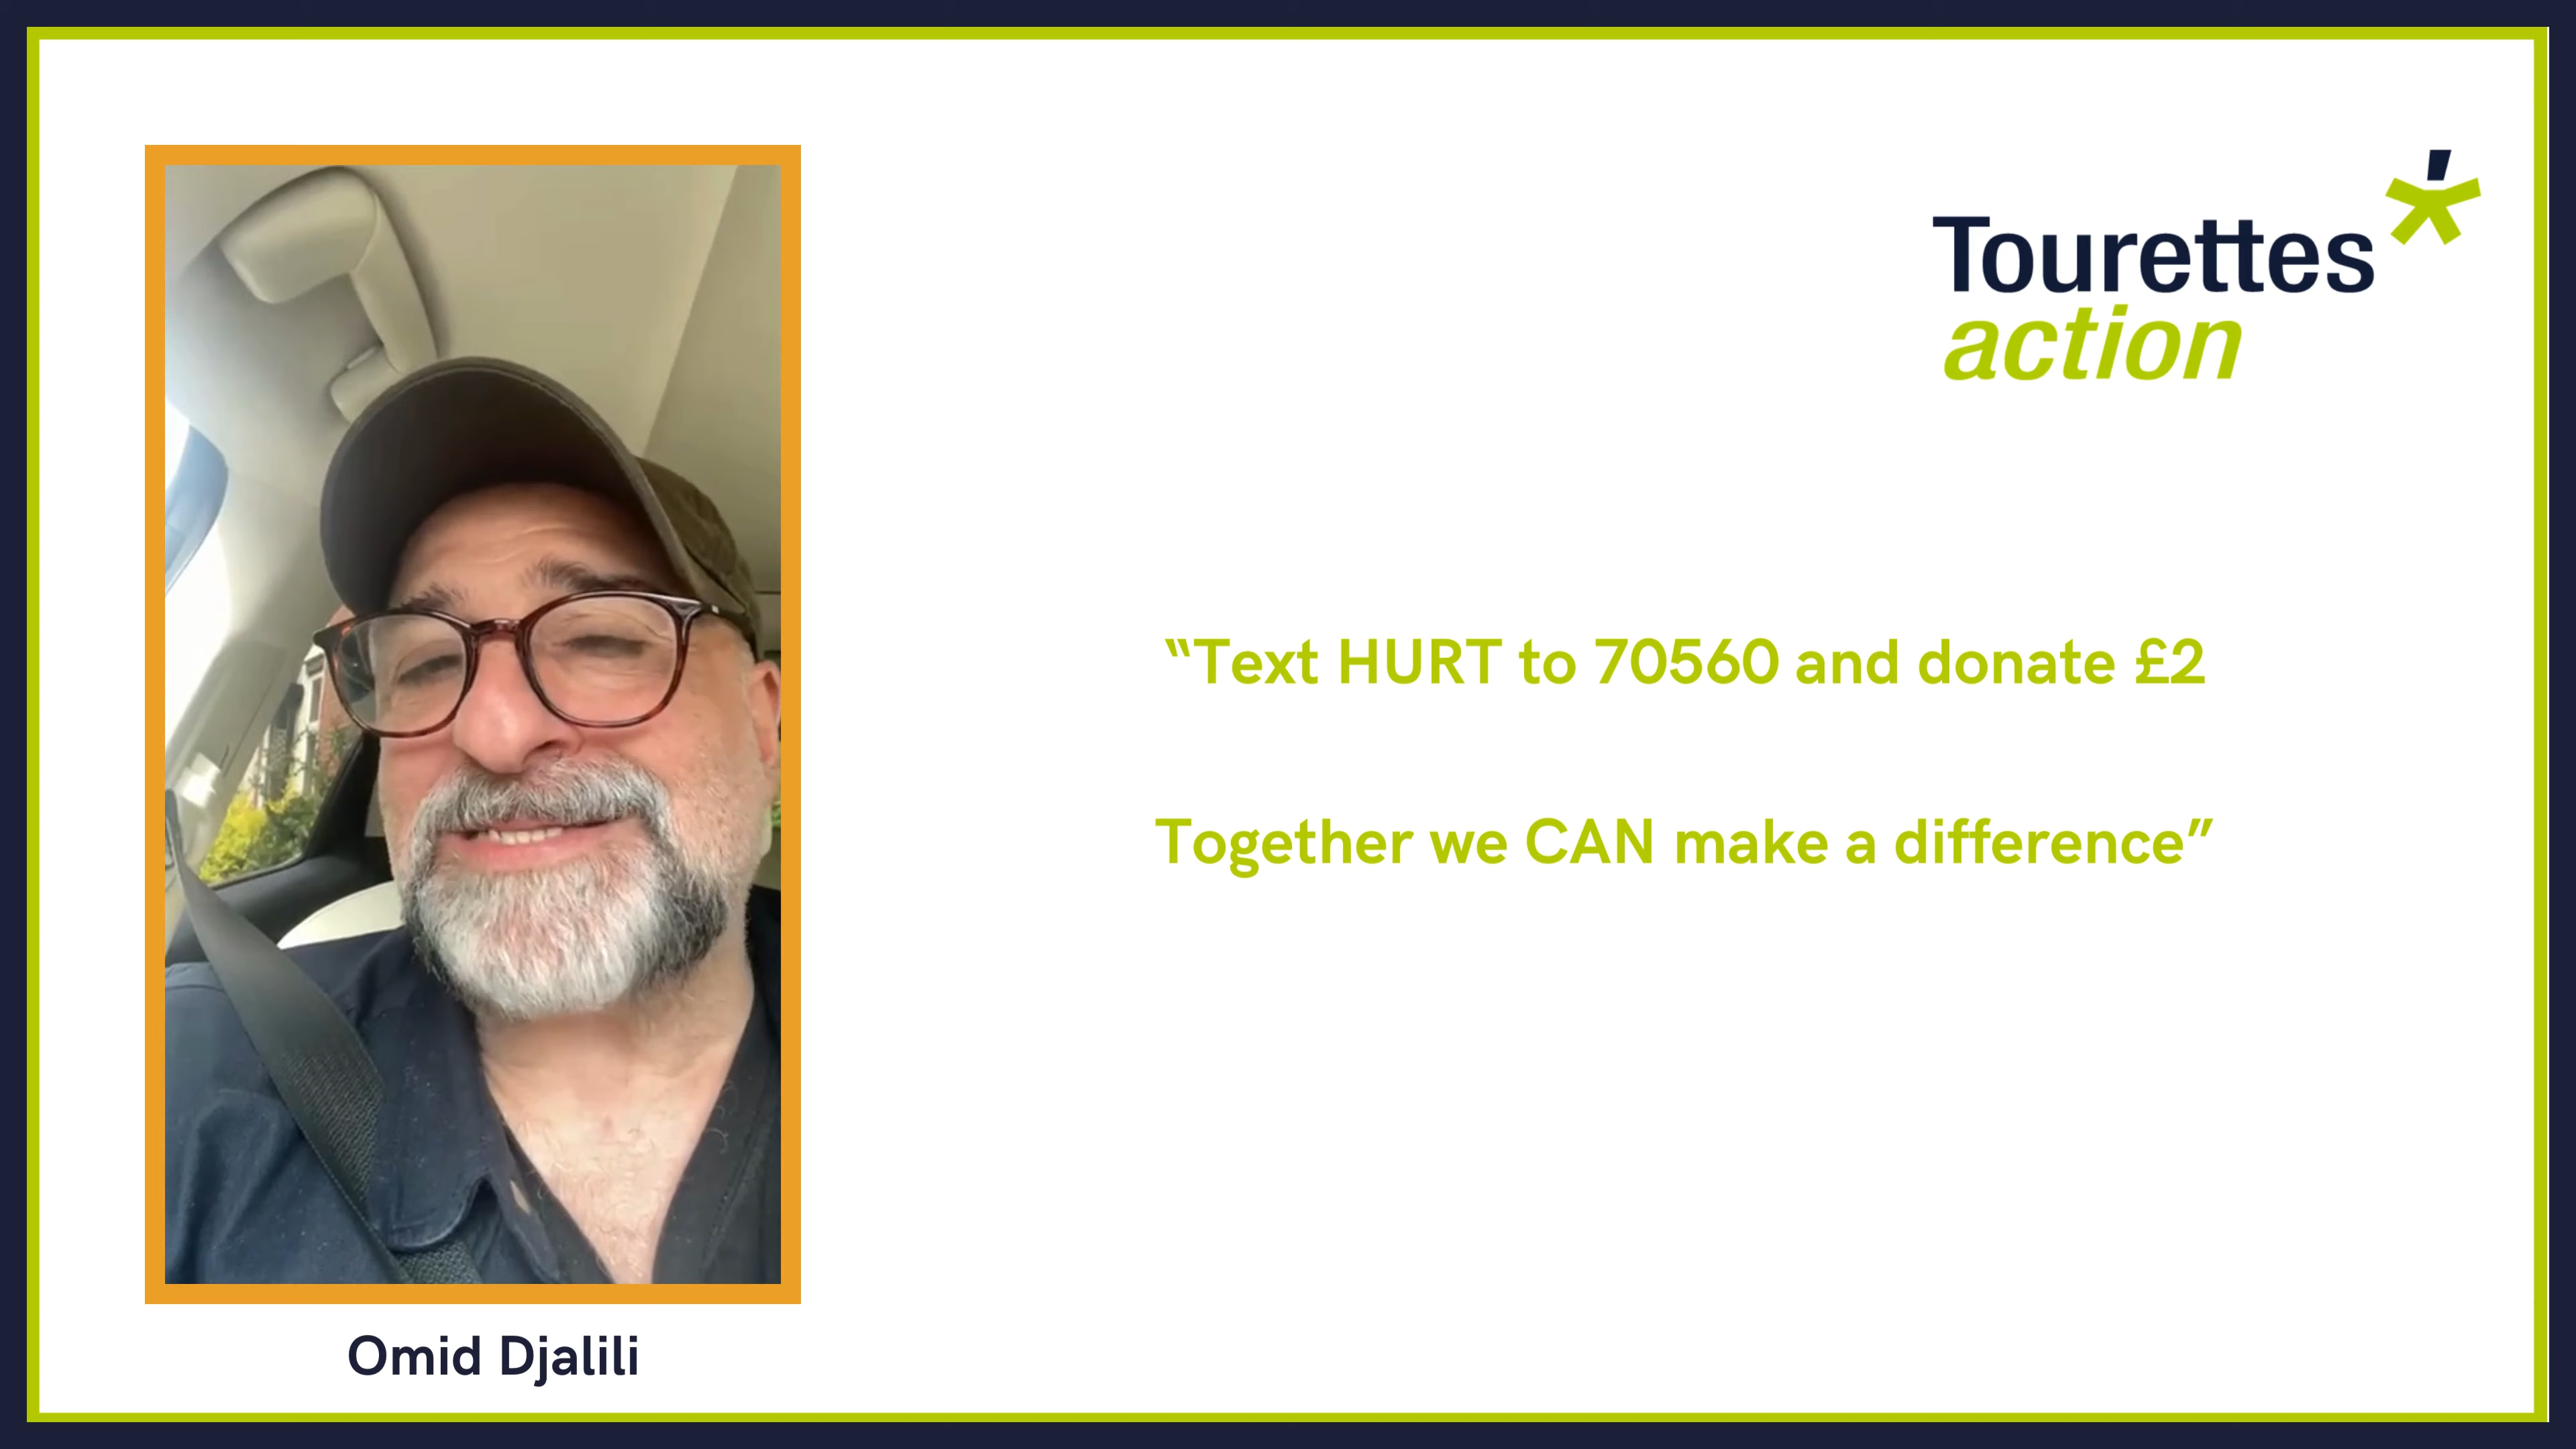 Tourettes
action
“Text HURT to 70560 and donate £2
Together we CAN make a difference”
Omid Djalili